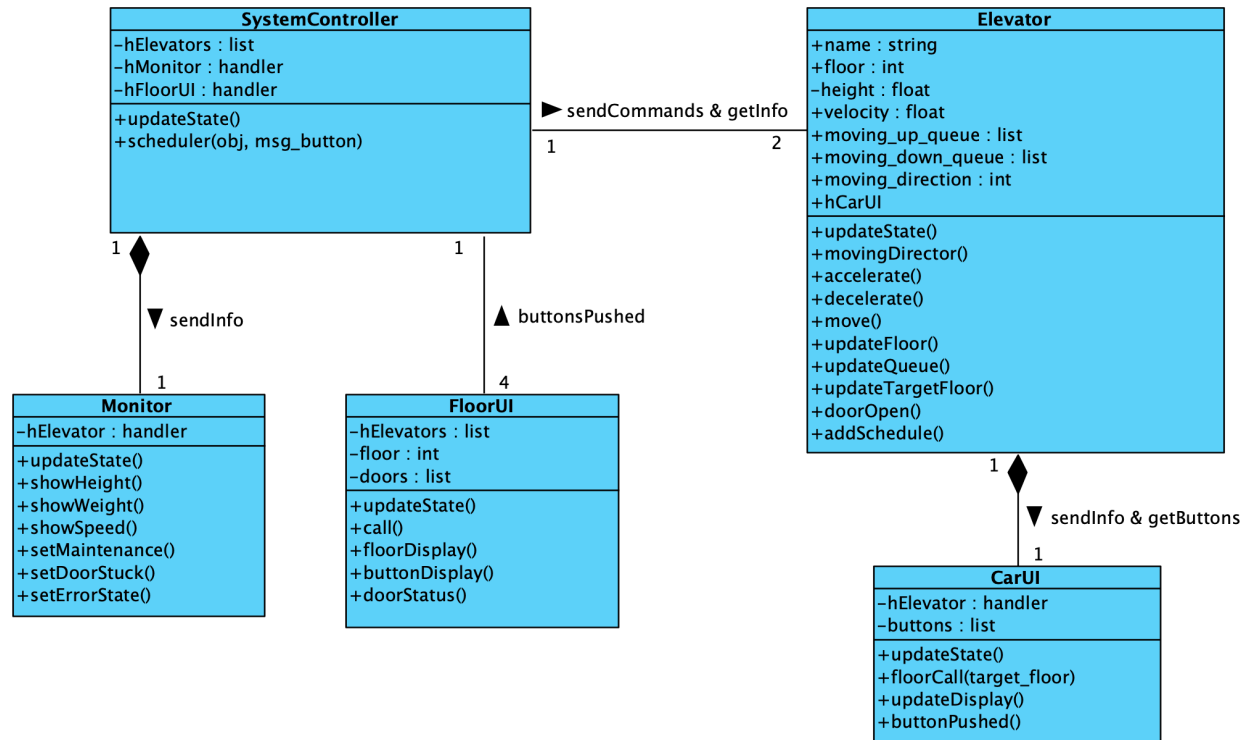 SystemController
-hElevators : list
-hMonitor : handler
-hFloorUI : handler
+updateState()
+scheduler(obj, msg_button)
sendCommands & getInfo
1
2
Elevator
+name : string
+floor : int
-height : float
+velocity : float
+moving_up_queue : list
+moving_down_queue : list
+moving_direction : int
+hCarUI
+updateState()
+movingDirector()
+accelerate()
+decelerate()
+move()
+updateFloor()
+updateQueue()
+updateTargetFloor()
+doorOpen()
+addSchedule()
1
sendInfo
1
1
buttonsPushed
4
Monitor
-hElevator : handler
+updateState()
+showHeight()
+showWeight()
+showSpeed()
+setMaintenance()
+setDoorStuck()
+setErrorState()
FloorUI
-hElevators : list
-floor : int
-doors : list
+updateState()
+call()
+floorDisplay()
+buttonDisplay()
+doorStatus()
1
sendInfo & getButtons
1
CarUI
-hElevator : handler
-buttons : list
+updateState()
+floorCall(target_floor)
+updateDisplay()
+buttonPushed()